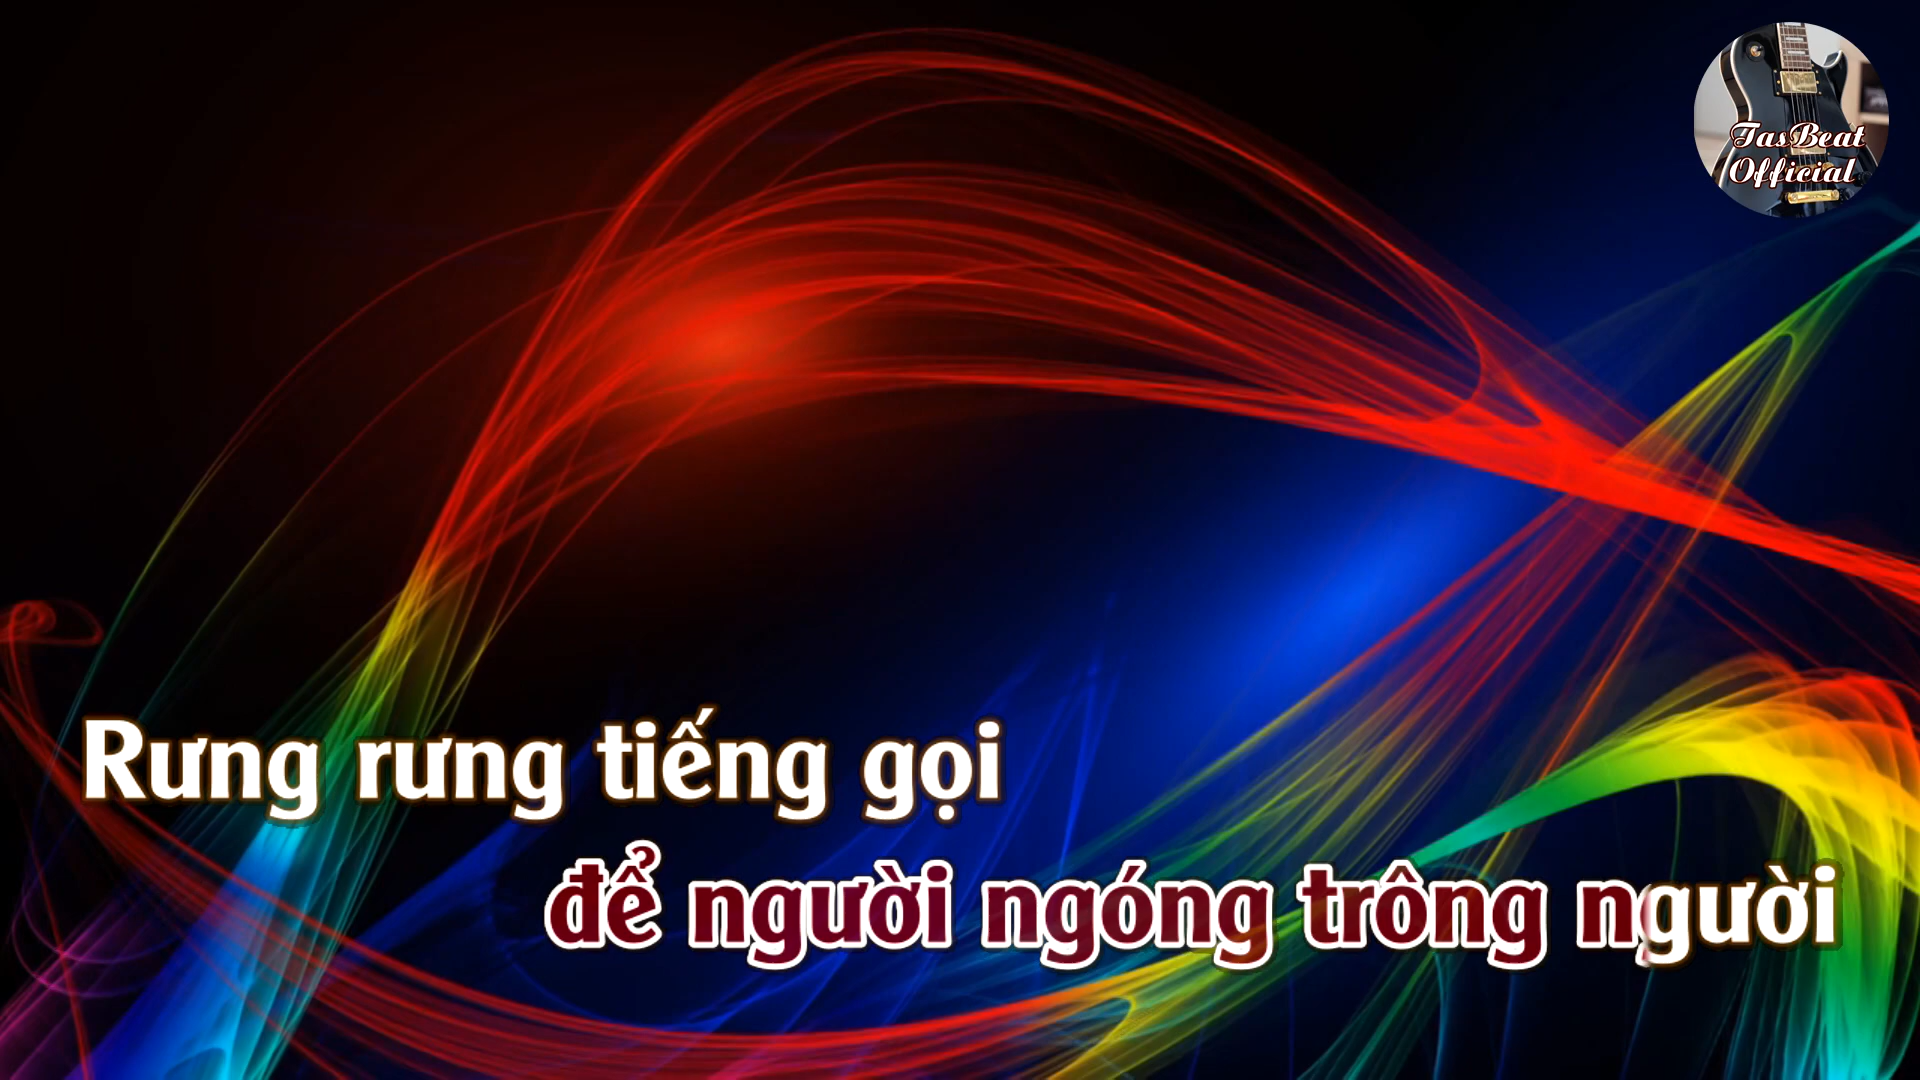 TasBeat
Official
Rưng rưng tiếng gọi
để người ngóng trông người